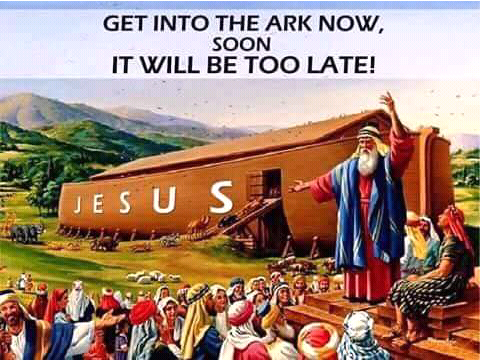 GET INTO THE ARK NOW,
SOON
IT WILL BE TOO LATE!
JESUS